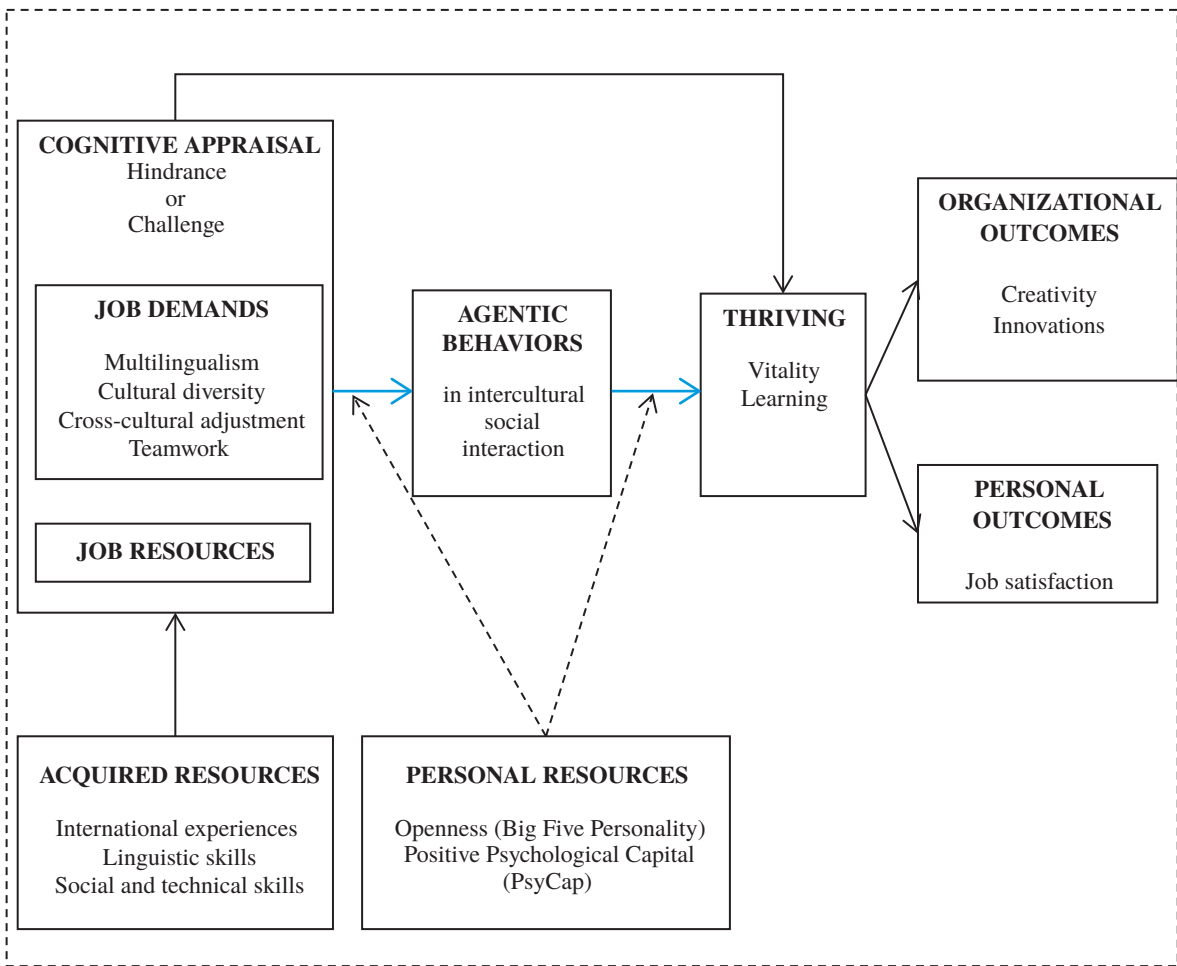 COGNITIVE APPRAISAL
Hindrance
or
Challenge
JOB DEMANDS
Multilingualism
Cultural diversity
Cross-cultural adjustment
Teamwork
JOB RESOURCES
AGENTIC
BEHAVIORS
in intercultural
social
interaction
THRIVING
Vitality
Learning
ORGANIZATIONAL
OUTCOMES
Creativity
Innovations
PERSONAL
OUTCOMES
Job satisfaction
ACQUIRED RESOURCES
International experiences
Linguistic skills
Social and technical skills
PERSONAL RESOURCES
Openness (Big Five Personality)
Positive Psychological Capital
(PsyCap)